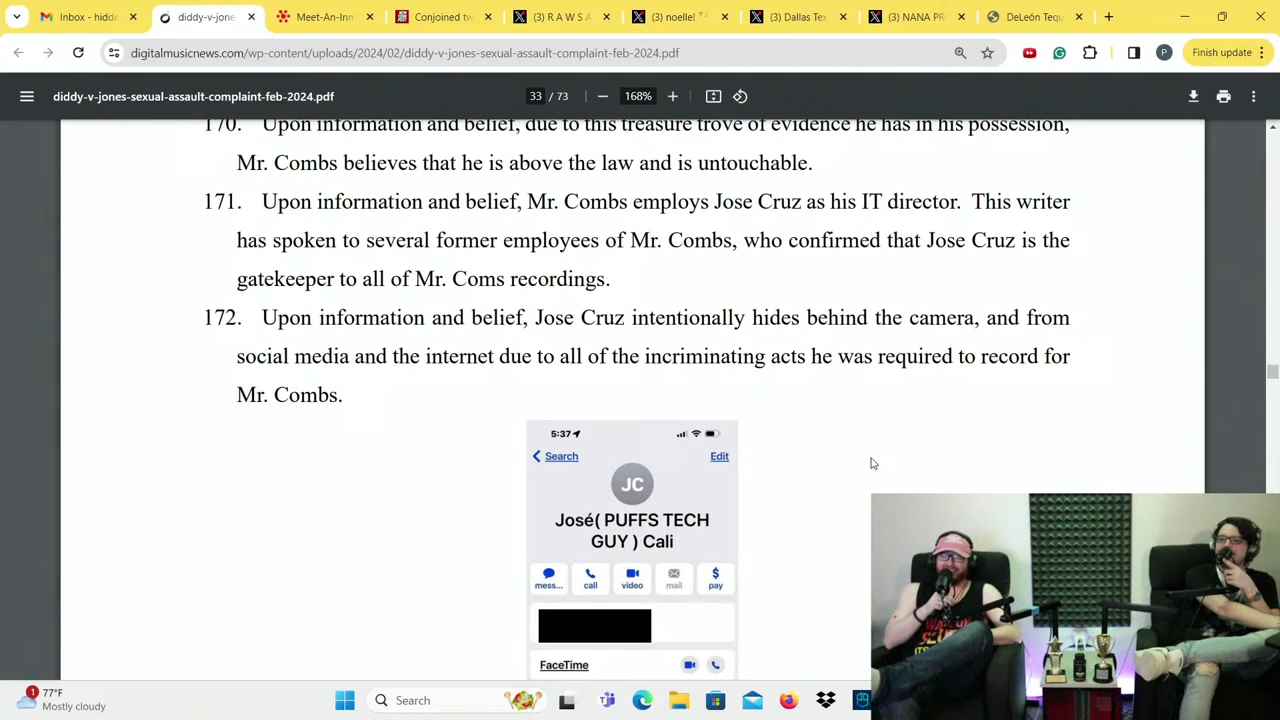 Inbox - hidde
diddy-v-jones
Meet-An-Inm
Conjoined tw
(3) R A W S A
(3) noelle!
(3) Dallas Tex
(3) NANA PR
DeLeón Tequ
digitalmusicnews.com/wp-content/uploads/2024/02/diddy-v-jones-sexual-assault-complaint-feb-2024.pdf
P
Finish update
diddy-v-jones-sexual-assault-complaint-feb-2024.pdf
33 / 73
168%
170. Upon information and belief, due to this treasure trove of evidence he has in his possession,
Mr. Combs believes that he is above the law and is untouchable.
171. Upon information and belief, Mr. Combs employs Jose Cruz as his IT director. This writer
has spoken to several former employees of Mr. Combs, who confirmed that Jose Cruz is the
gatekeeper to all of Mr. Coms recordings.
172. Upon information and belief, Jose Cruz intentionally hides behind the camera, and from
social media and the internet due to all of the incriminating acts he was required to record for
Mr. Combs.
5:37
Search
Edit
JC
José( PUFFS TECH
GUY ) Cali
mess...
call
video
mail
pay
FaceTime
1
77°F
Mostly cloudy
Search